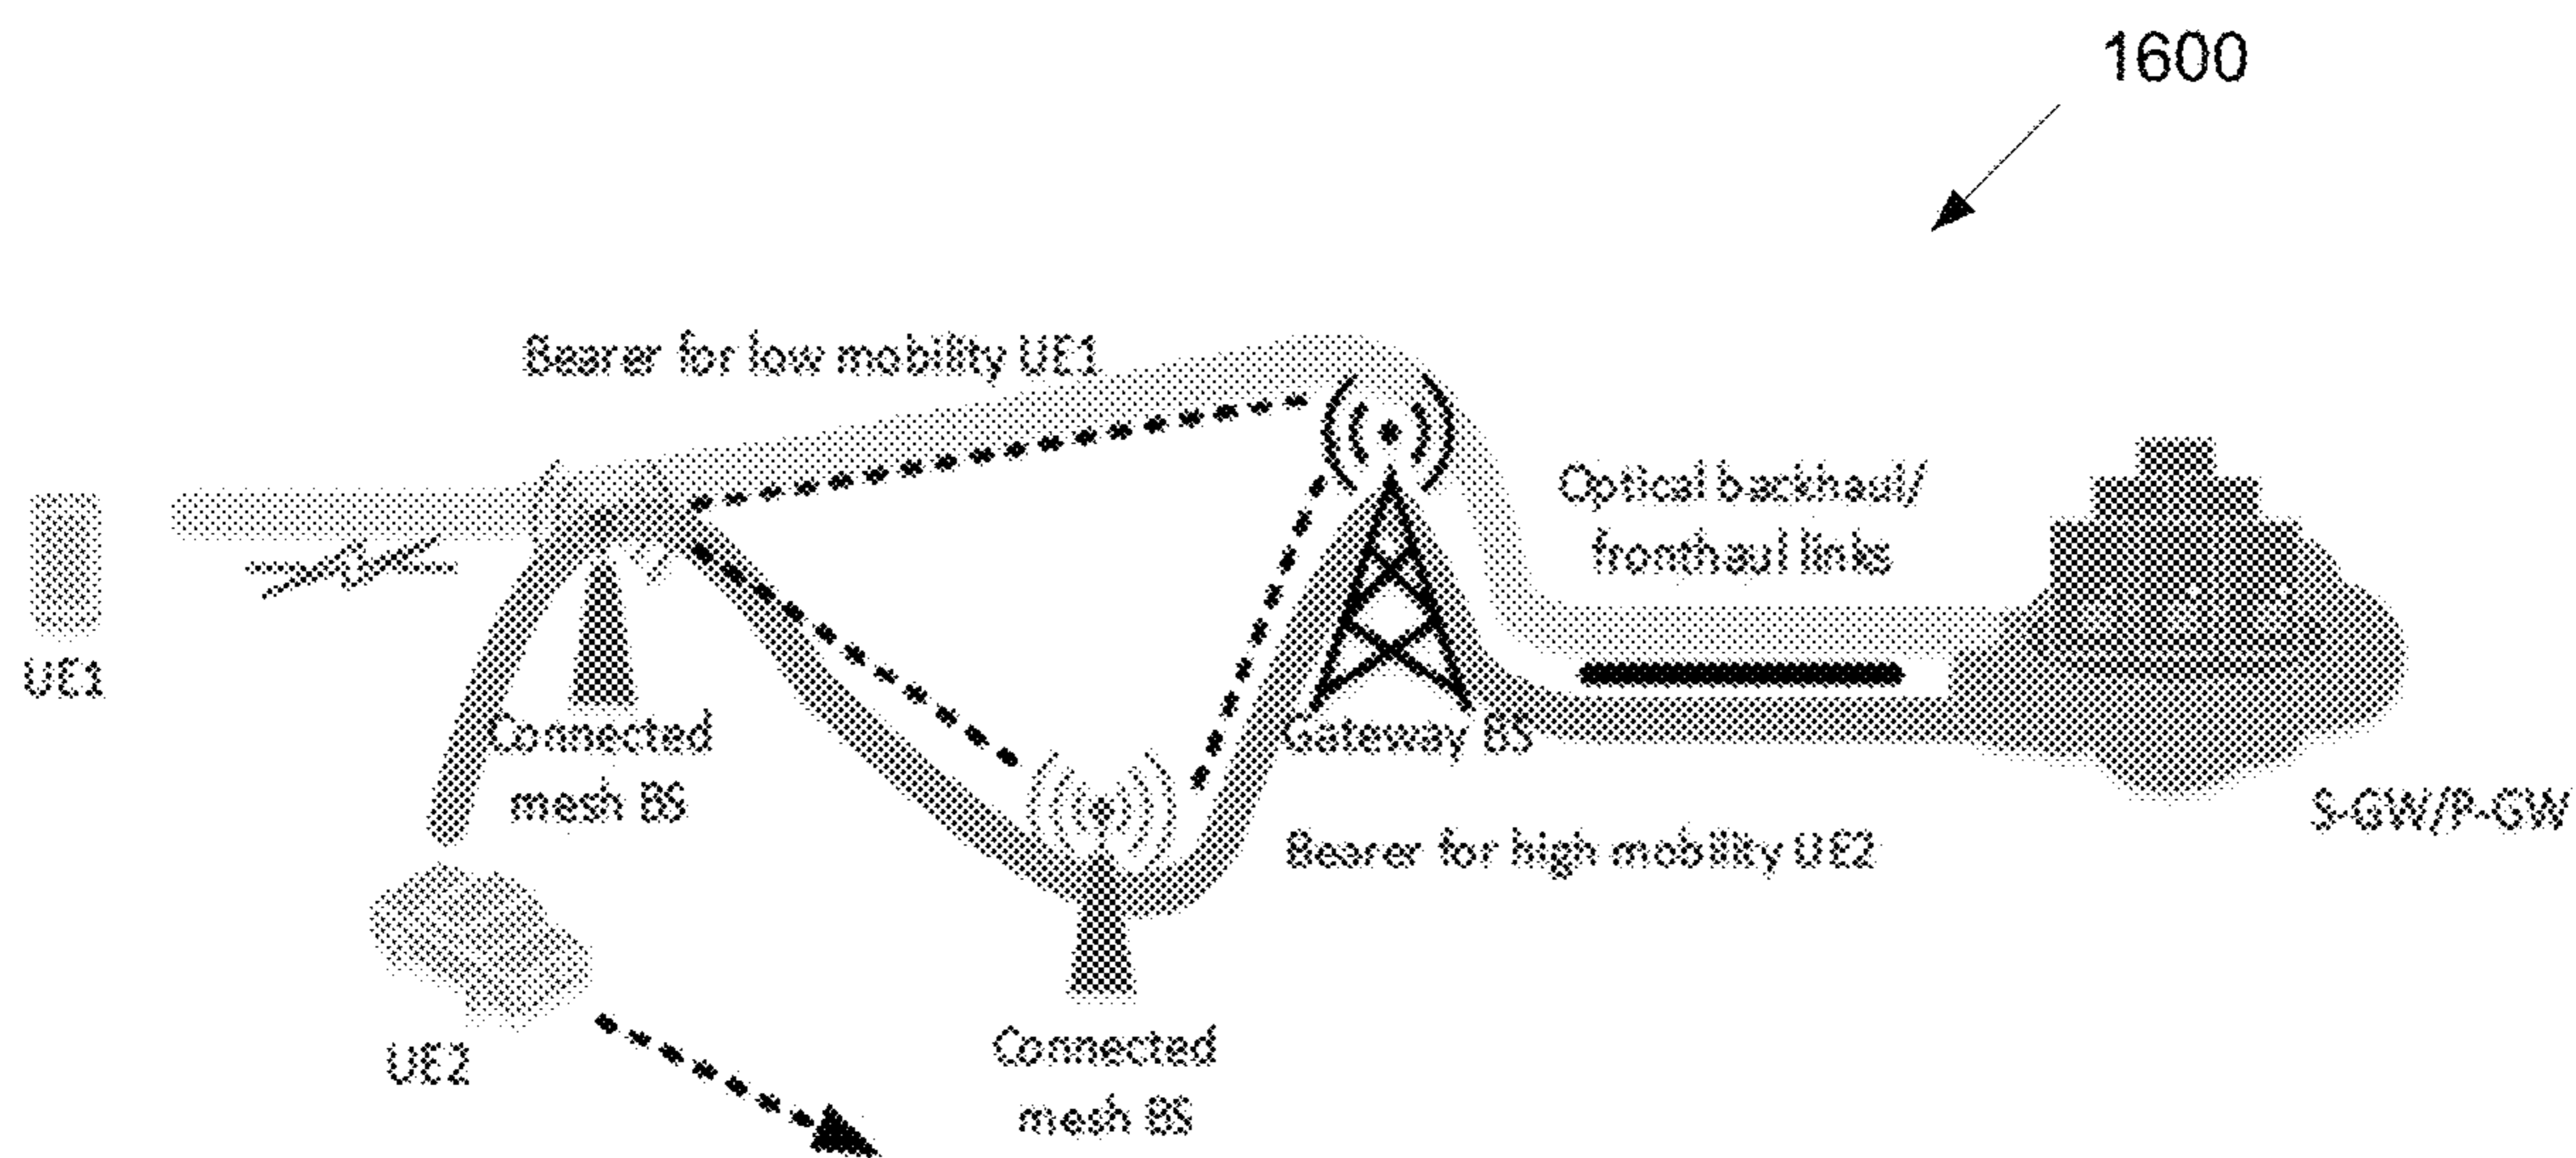 1600
Bearer for low mobility UE1
Optical backhaul/
fronthaul links
UE1
Connected
mesh BS
Gateway BS
S-GW/P-GW
Bearer for high mobility UE2
UE2
Connected
mesh BS